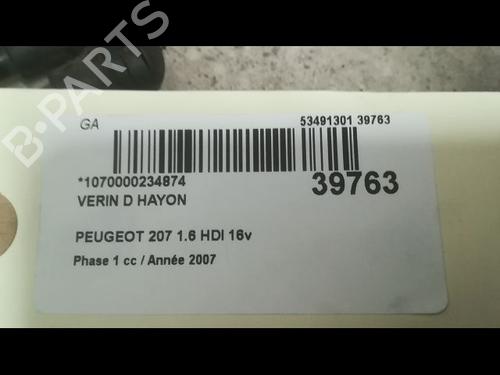 B-PARTS
GA
53491301 39763
*1070000234874
39763
VERIN D HAYON
PEUGEOT 207 1.6 HDI 16v
Phase 1 cc / Année 2007